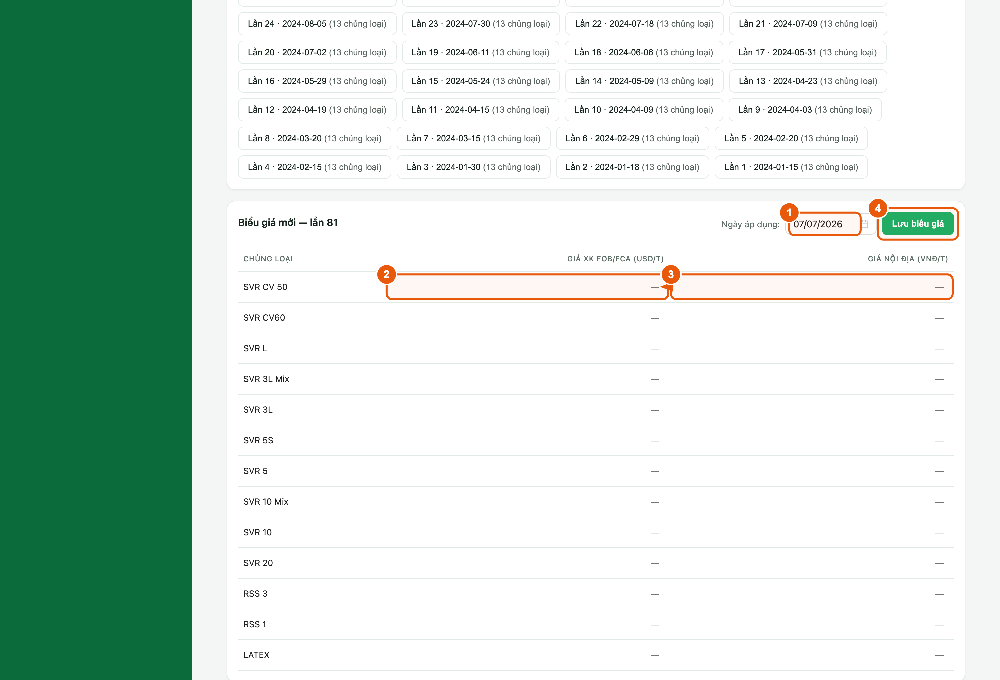 Lần 24 · 2024-08-05 (13 chủng loại) Lần 23 · 2024-07-30 (13 chủng loại) Lần 22 · 2024-07-18 (13 chủng loại) Lần 21 · 2024-07-09 (13 chủng loại)
Lần 20 · 2024-07-02 (13 chủng loại) Lần 19 · 2024-06-11 (13 chủng loại) Lần 18 · 2024-06-06 (13 chủng loại) Lần 17 · 2024-05-31 (13 chủng loại)
Lần 16 · 2024-05-29 (13 chủng loại) Lần 15 · 2024-05-24 (13 chủng loại) Lần 14 · 2024-05-09 (13 chủng loại) Lần 13 · 2024-04-23 (13 chủng loại)
Lần 12 · 2024-04-19 (13 chủng loại) Lần 11 · 2024-04-15 (13 chủng loại) Lần 10 · 2024-04-09 (13 chủng loại) Lần 9 · 2024-04-03 (13 chủng loại)
Lần 8 · 2024-03-20 (13 chủng loại) Lần 7 · 2024-03-15 (13 chủng loại) Lần 6 · 2024-02-29 (13 chủng loại) Lần 5 · 2024-02-20 (13 chủng loại)
Lần 4 · 2024-02-15 (13 chủng loại) Lần 3 · 2024-01-30 (13 chủng loại) Lần 2 · 2024-01-18 (13 chủng loại) Lần 1 · 2024-01-15 (13 chủng loại)
Biểu giá mới — lần 81 Ngày áp dụng: 1 07/07/2026 4 Lưu biểu giá
CHỦNG LOẠI GIÁ XK FOB/FCA (USD/T) GIÁ NỘI ĐỊA (VNĐ/T)
2 3
SVR CV 50 — —
SVR CV60 — —
SVR L — —
SVR 3L Mix — —
SVR 3L — —
SVR 5S — —
SVR 5 — —
SVR 10 Mix — —
SVR 10 — —
SVR 20 — —
RSS 3 — —
RSS 1 — —
LATEX — —